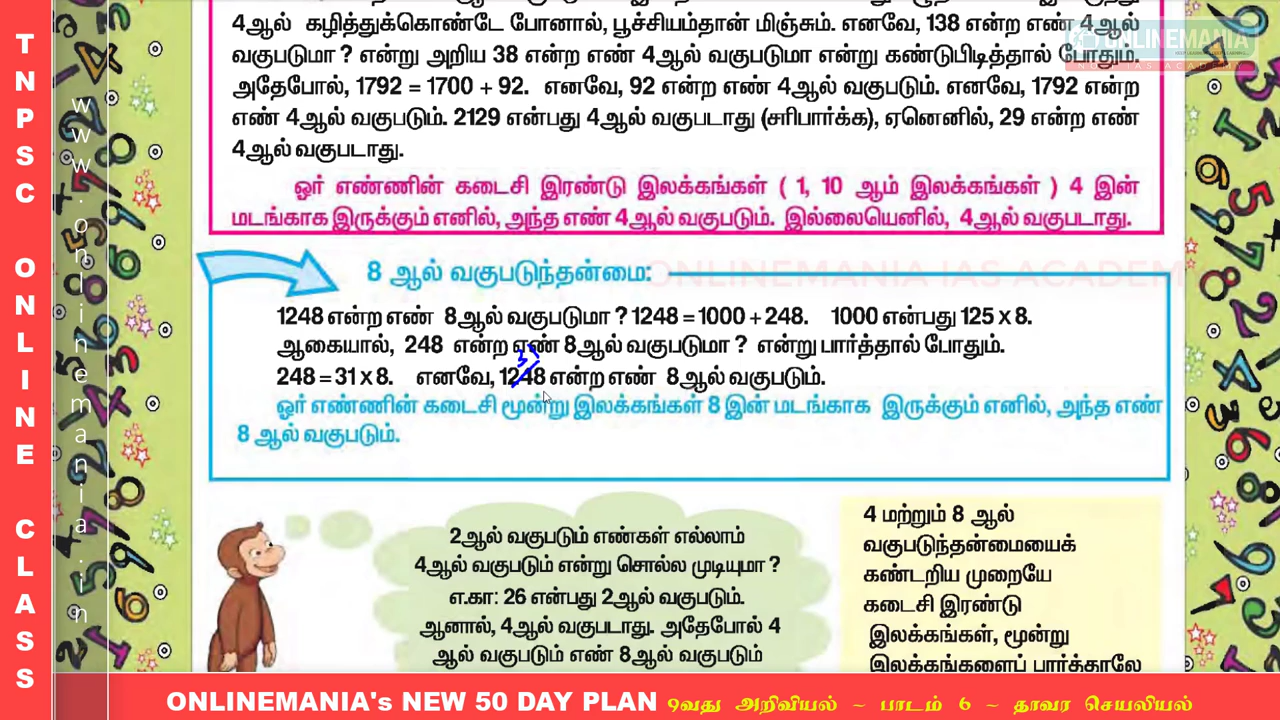 4ஆல் கழித்துக்கொண்டே போனால், பூச்சியம்தான் மிஞ்சும். எனவே, 138 என்ற எண் 4ஆல்
வகுபடுமா ? என்று அறிய 38 என்ற எண் 4ஆல் வகுபடுமா என்று கண்டுபிடித்தால் போதும்.
அதேபோல், 1792 = 1700 + 92. எனவே, 92 என்ற எண் 4ஆல் வகுபடும். எனவே, 1792 என்ற
எண் 4ஆல் வகுபடும். 2129 என்பது 4ஆல் வகுபடாது (சரிபார்க்க), ஏனெனில், 29 என்ற எண்
4ஆல் வகுபடாது.
ஓர் எண்ணின் கடைசி இரண்டு இலக்கங்கள் ( 1, 10 ஆம் இலக்கங்கள் ) 4 இன்
மடங்காக இருக்கும் எனில், அந்த எண் 4ஆல் வகுபடும். இல்லையெனில், 4ஆல் வகுபடாது.
8 ஆல் வகுபடுந்தன்மை:
ONLINEMANIA IAS ACADEM
1248 என்ற எண் 8ஆல் வகுபடுமா ? 1248 = 1000 + 248. 1000 என்பது 125 x 8.
ஆகையால், 248 என்ற எண் 8ஆல் வகுபடுமா ? என்று பார்த்தால் போதும்.
248 = 31 x 8. எனவே, 1248 என்ற எண் 8ஆல் வகுபடும்.
ஓர் எண்ணின் கடைசி மூன்று இலக்கங்கள் 8 இன் மடங்காக இருக்கும் எனில், அந்த எண்
8 ஆல் வகுபடும்.
2ஆல் வகுபடும் எண்கள் எல்லாம்
4ஆல் வகுபடும் என்று சொல்ல முடியுமா ?
எ.கா: 26 என்பது 2ஆல் வகுபடும்.
ஆனால், 4ஆல் வகுபடாது. அதேபோல் 4
ஆல் வகுபடும் எண் 8ஆல் வகுபடும்
4 மற்றும் 8 ஆல்
வகுபடுந்தன்மையைக்
கண்டறிய முறையே
கடைசி இரண்டு
இலக்கங்கள், மூன்று
இலக்கங்களைப் பார்த்தாலே
TNPSC ONLINE CLASS
www.onlinemania.in
ONLINEMANIA
ONLINEMANIA's NEW 50 DAY PLAN 9வது அறிவியல் ~ பாடம் 6 ~ தாவர செயலியல்